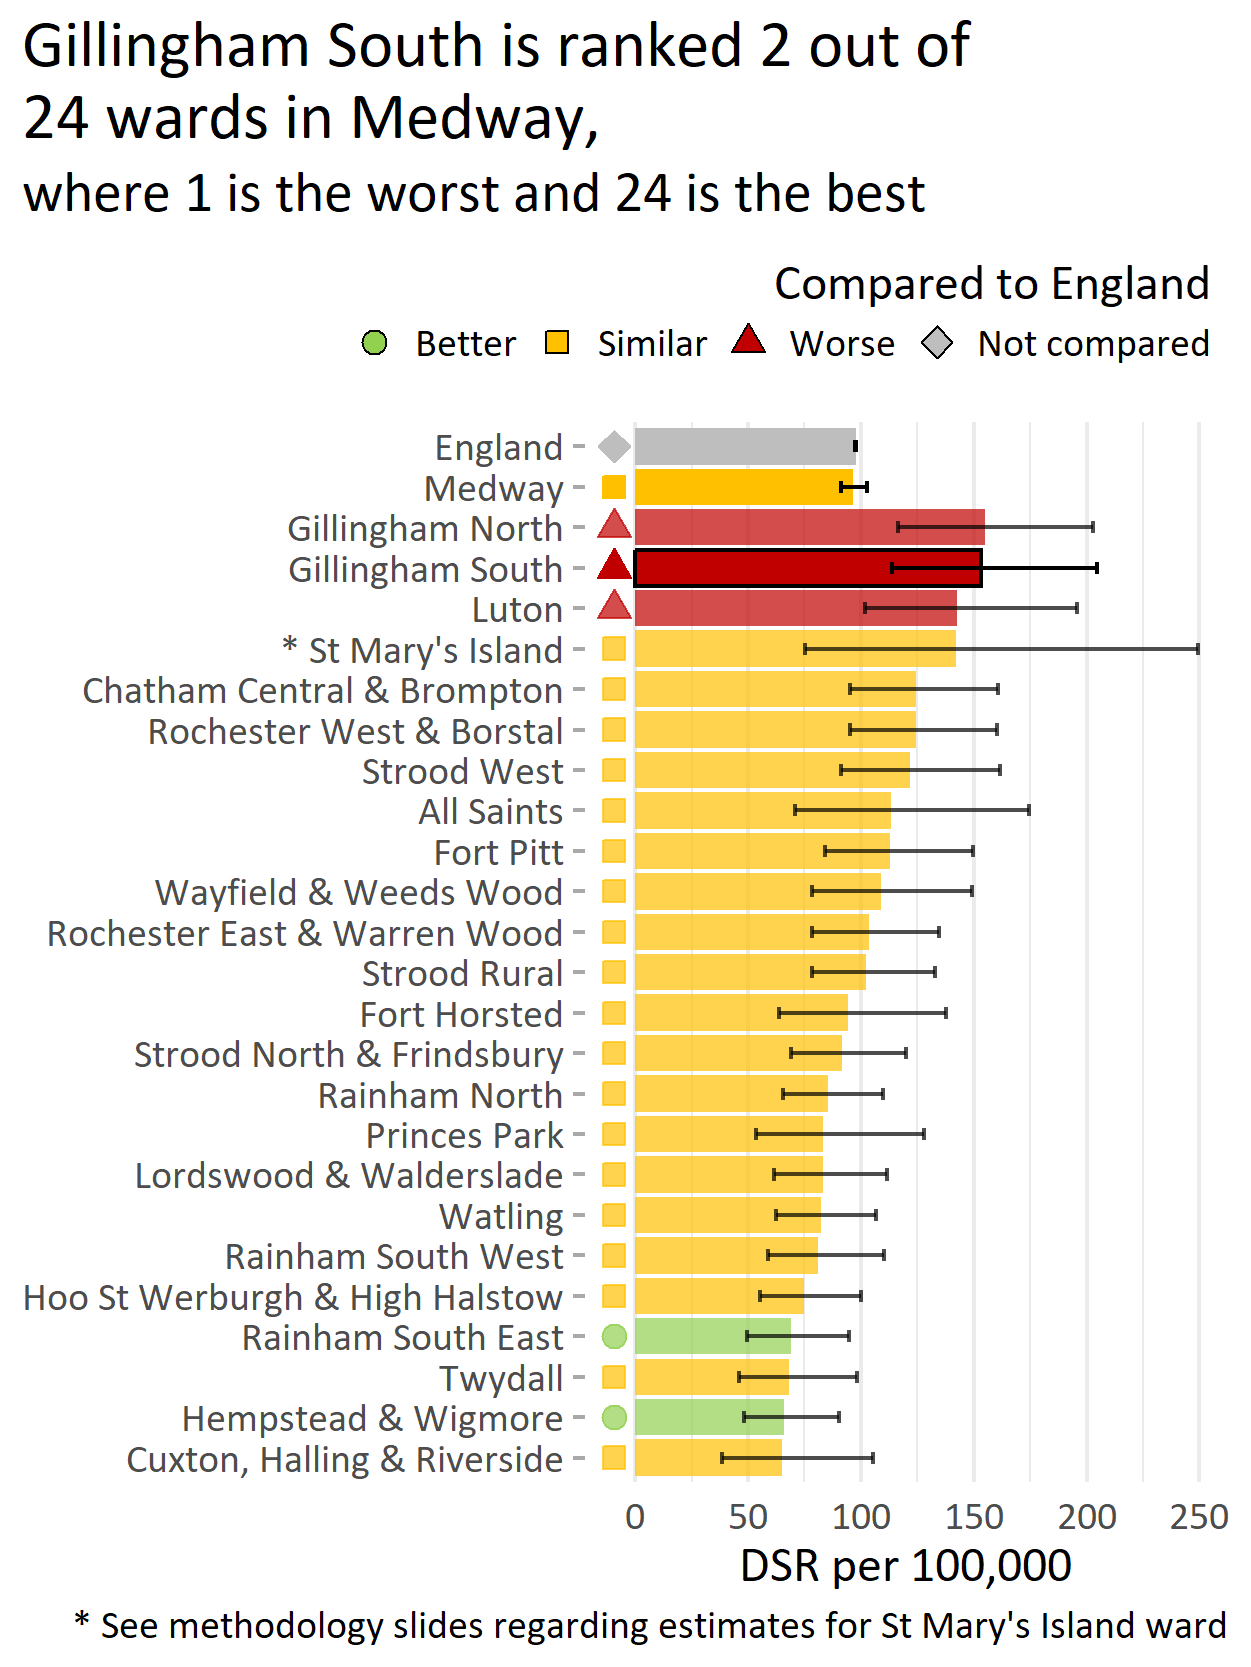 Gillingham South is ranked 2 out of
24 wards in Medway,
where 1 is the worst and 24 is the best
Compared to England
Better Similar Worse Not compared
England
Medway
Gillingham North
Gillingham South
Luton
* St Mary's Island
Chatham Central & Brompton
Rochester West & Borstal
Strood West
All Saints
Fort Pitt
Wayfield & Weeds Wood
Rochester East & Warren Wood
Strood Rural
Fort Horsted
Strood North & Frindsbury
Rainham North
Princes Park
Lordswood & Walderslade
Watling
Rainham South West
Hoo St Werburgh & High Halstow
Rainham South East
Twydall
Hempstead & Wigmore
Cuxton, Halling & Riverside
0 50 100 150 200 250
DSR per 100,000
* See methodology slides regarding estimates for St Mary's Island ward